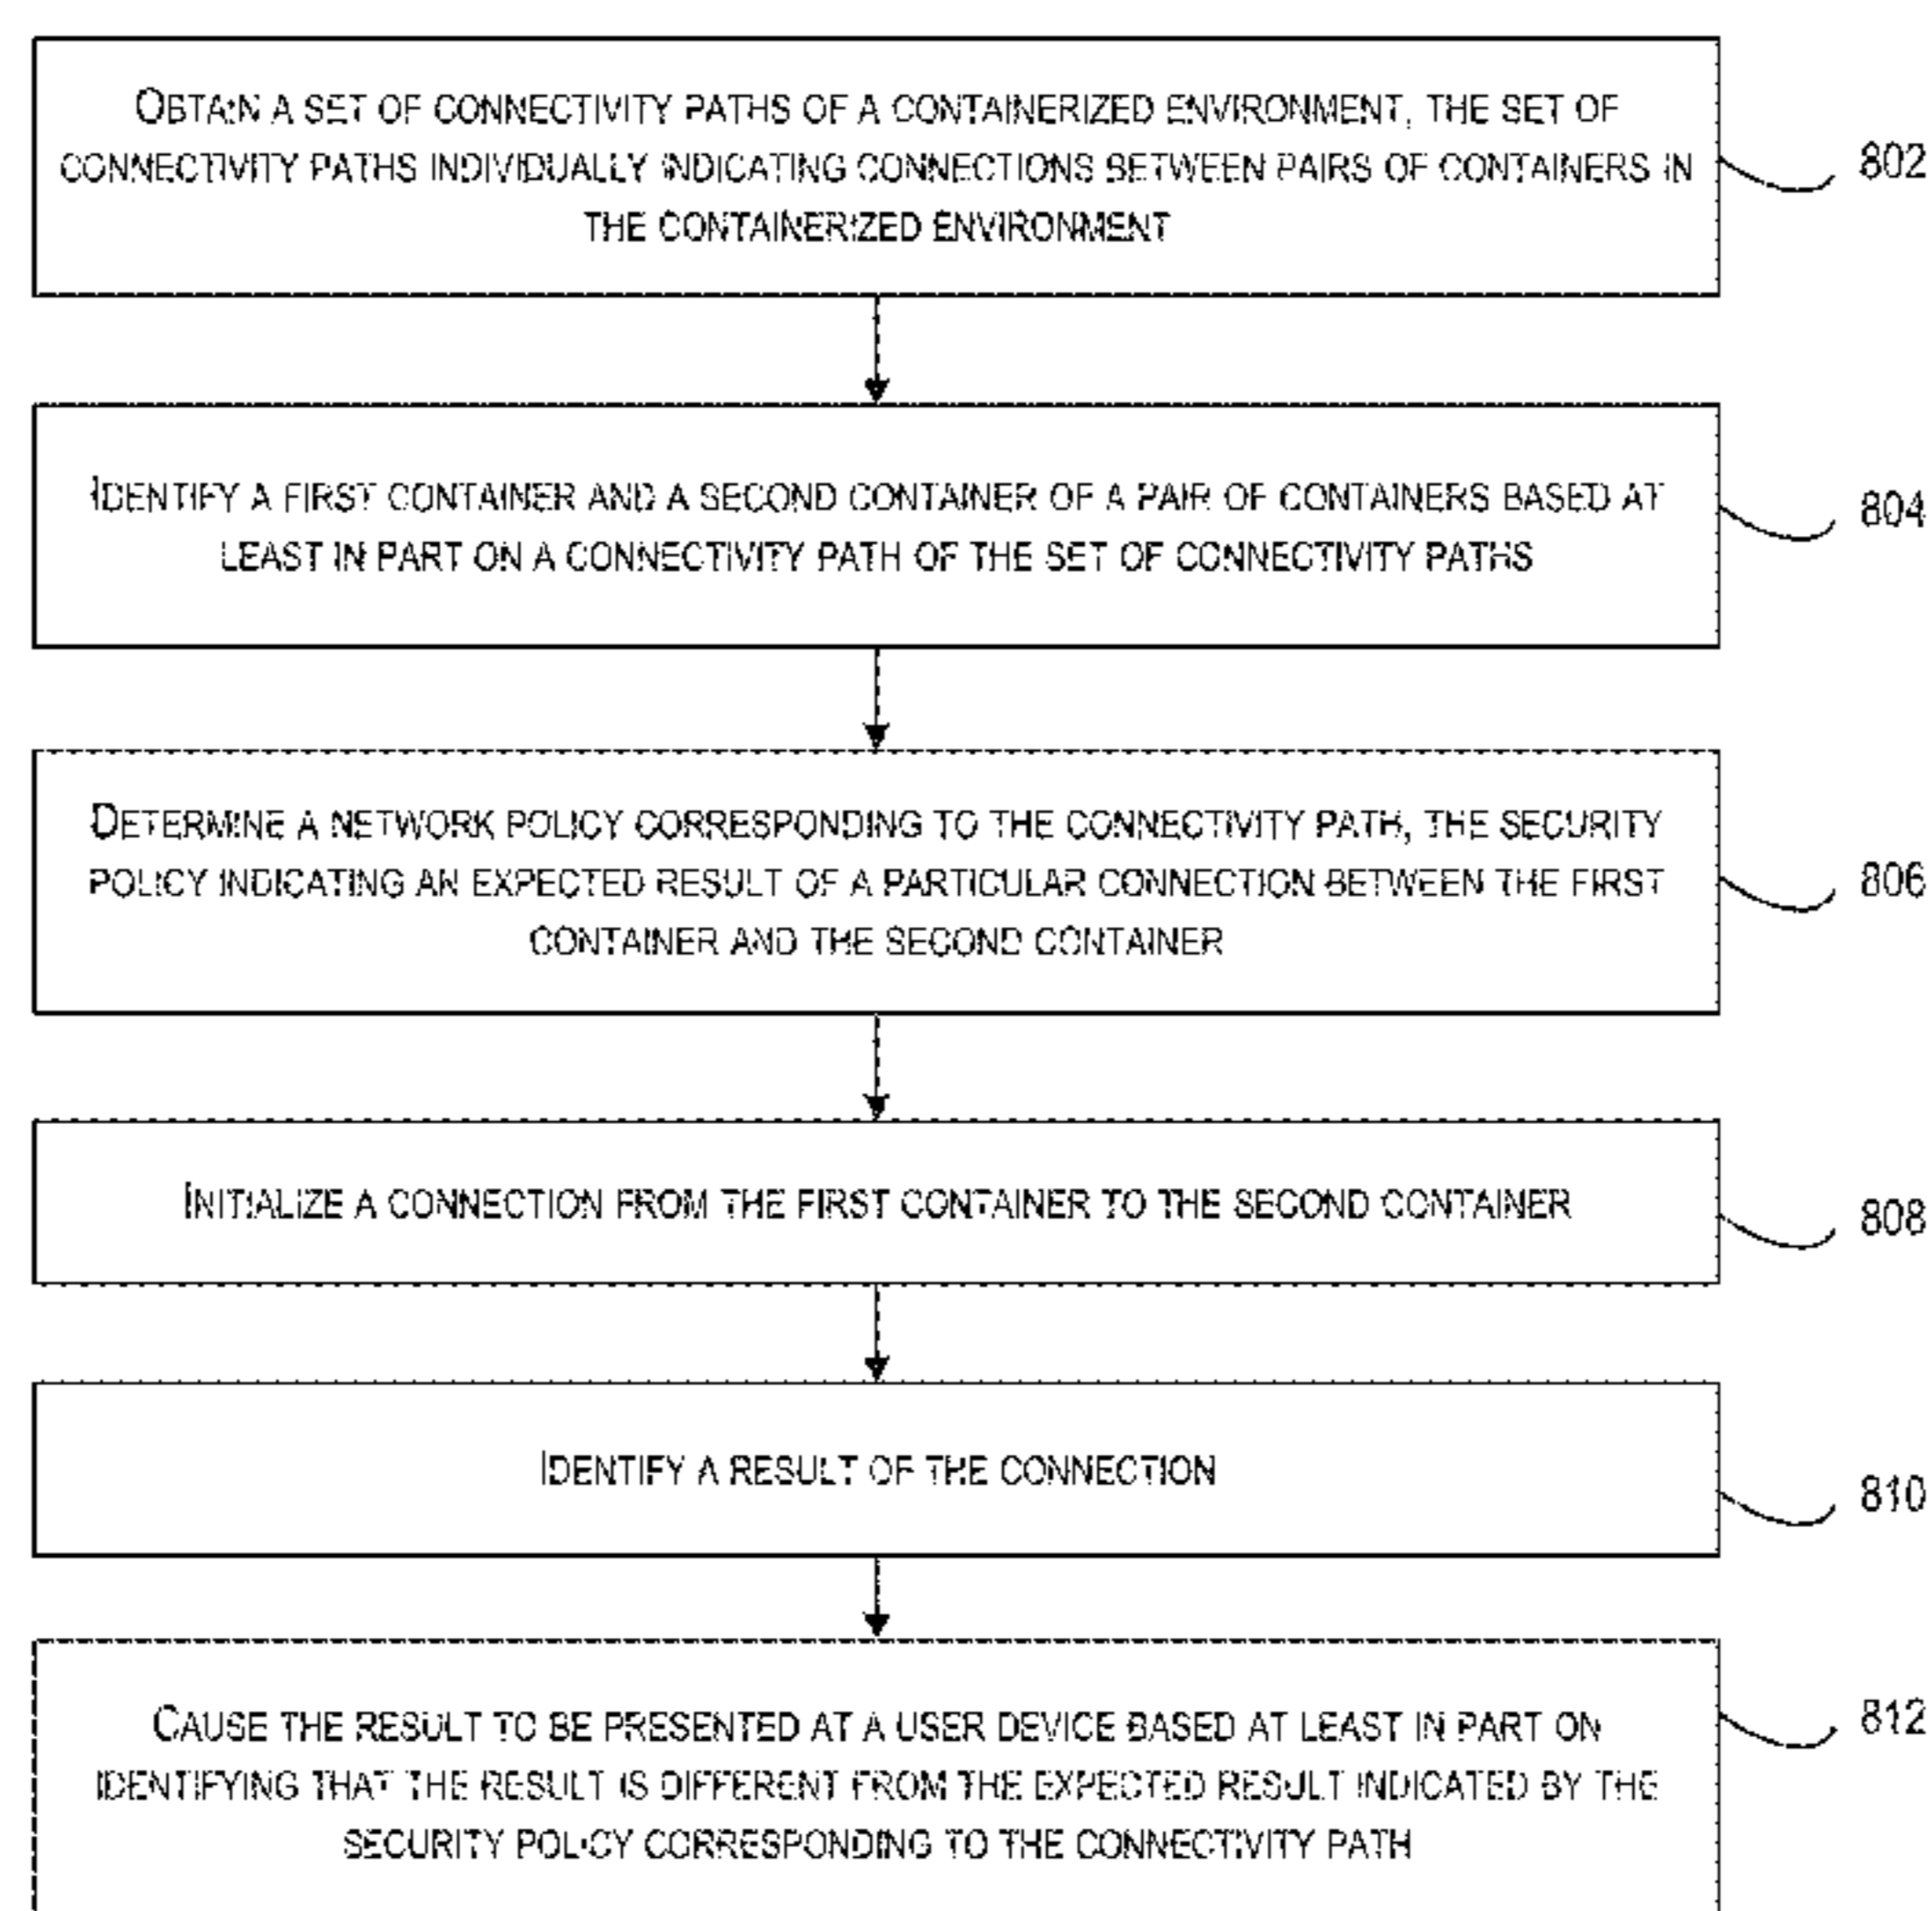 OBTAIN A SET OF CONNECTIVITY PATHS OF A CONTAINERIZED ENVIRONMENT, THE SET OF
CONNECTIVITY PATHS INDIVIDUALLY INDICATING CONNECTIONS BETWEEN PAIRS OF CONTAINERS IN
THE CONTAINERIZED ENVIRONMENT
802
IDENTIFY A FIRST CONTAINER AND A SECOND CONTAINER OF A PAIR OF CONTAINERS BASED AT
LEAST IN PART ON A CONNECTIVITY PATH OF THE SET OF CONNECTIVITY PATHS
804
DETERMINE A NETWORK POLICY CORRESPONDING TO THE CONNECTIVITY PATH, THE SECURITY
POLICY INDICATING AN EXPECTED RESULT OF A PARTICULAR CONNECTION BETWEEN THE FIRST
CONTAINER AND THE SECOND CONTAINER
806
INITIALIZE A CONNECTION FROM THE FIRST CONTAINER TO THE SECOND CONTAINER
808
IDENTIFY A RESULT OF THE CONNECTION
810
CAUSE THE RESULT TO BE PRESENTED AT A USER DEVICE BASED AT LEAST IN PART ON
IDENTIFYING THAT THE RESULT IS DIFFERENT FROM THE EXPECTED RESULT INDICATED BY THE
SECURITY POLICY CORRESPONDING TO THE CONNECTIVITY PATH
812